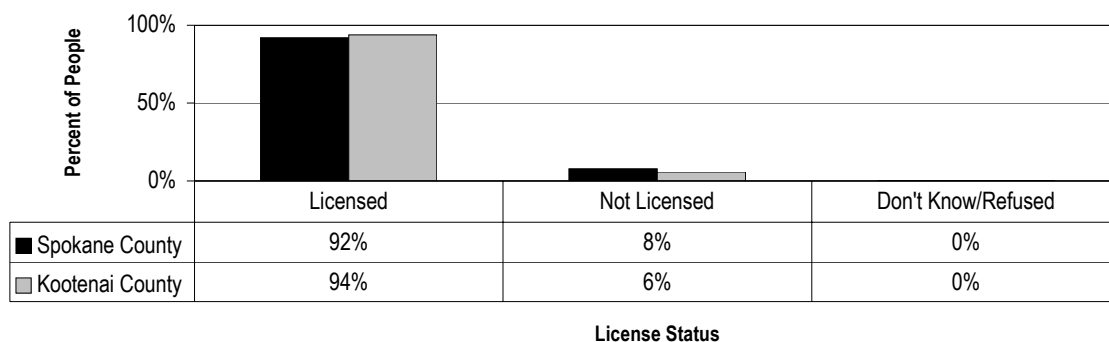 Percent of People
100%
50%
0%
Licensed Not Licensed Don't Know/Refused
Spokane County 92% 8% 0%
Kootenai County 94% 6% 0%
License Status